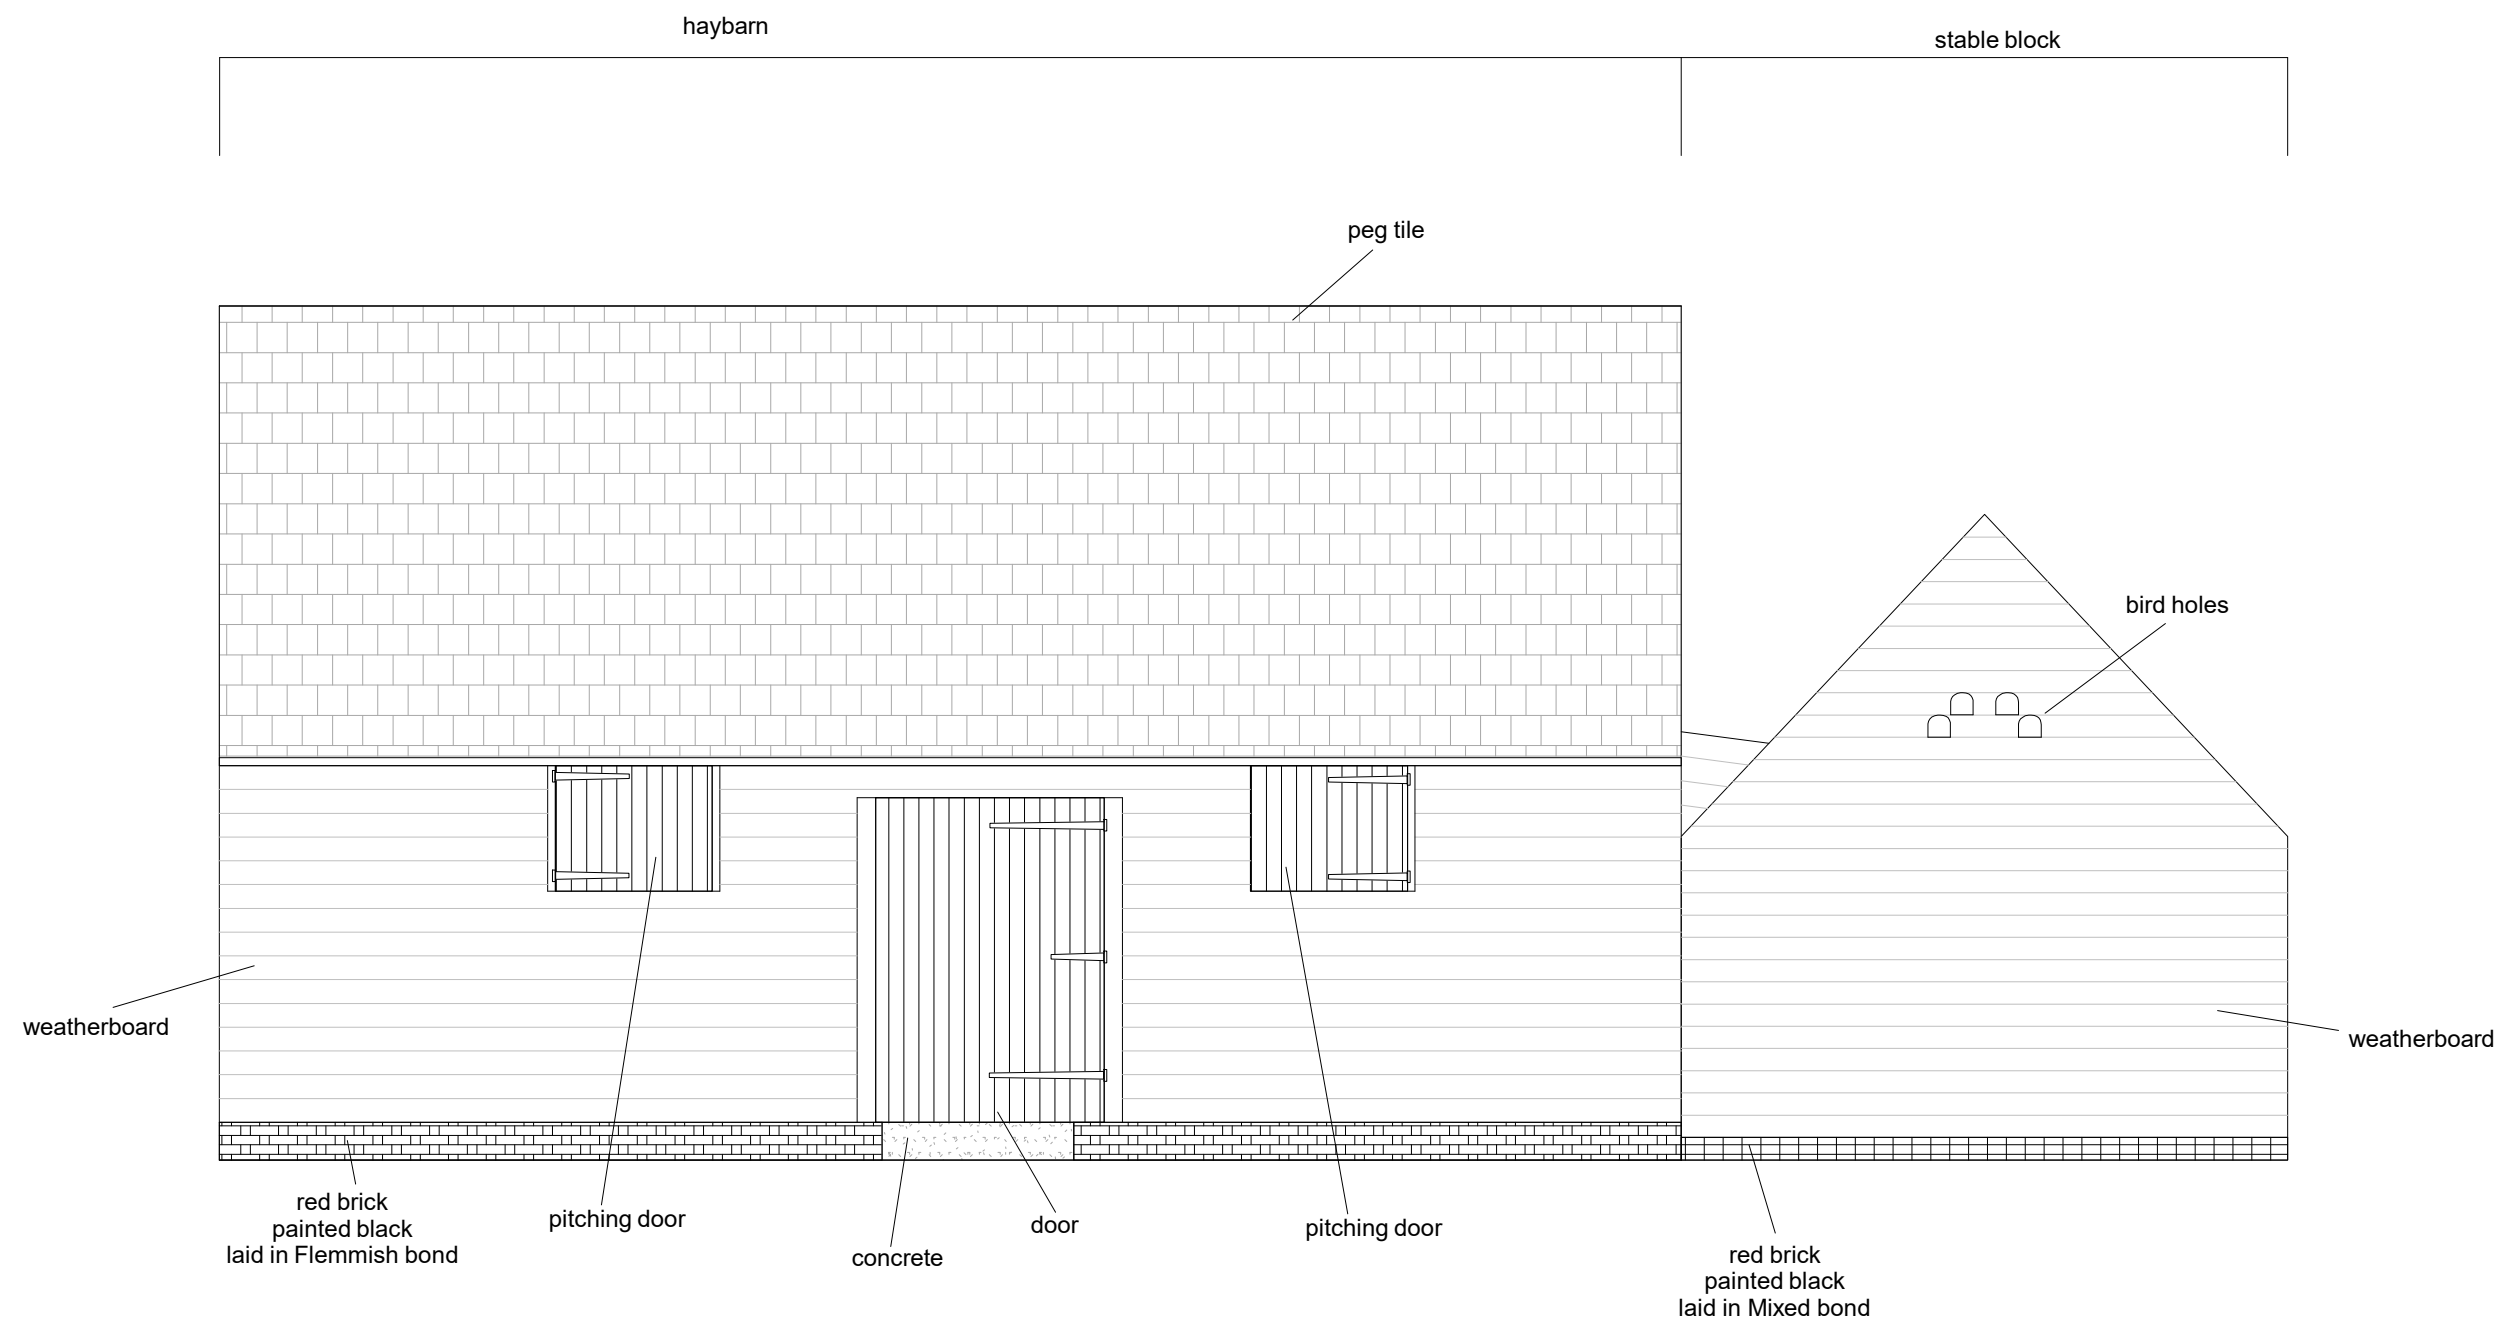 haybarn
stable block
peg tile
bird holes
weatherboard
weatherboard
red brick
painted black
laid in Flemmish bond
pitching door
concrete
door
pitching door
red brick
painted black
laid in Mixed bond